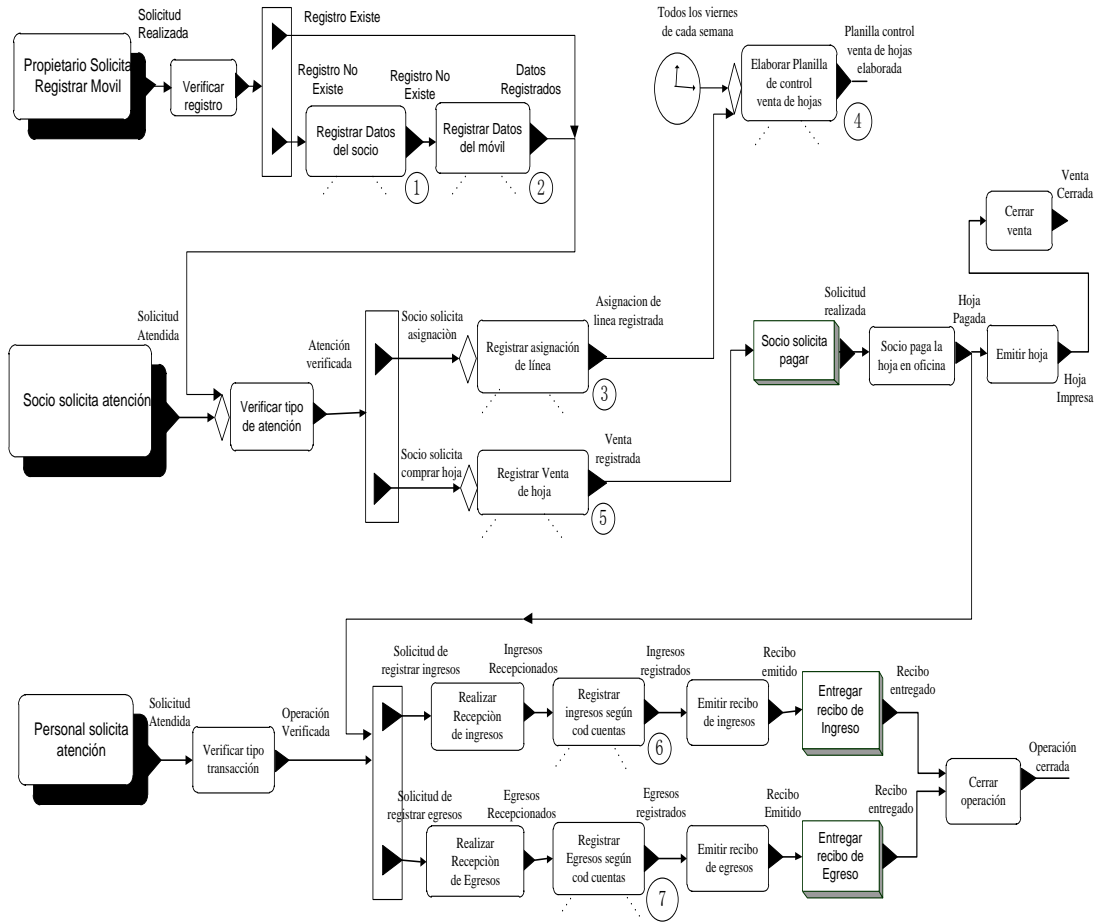 Solicitud
Realizada
Propietario Solicita
Registrar Movil
Verificar
registro
Registro Existe
Registro No
Existe
Registrar Datos
del socio
1
Registro No
Existe
Registrar Datos
del móvil
2
Datos
Registrados
Todos los viernes
de cada semana
Elaborar Planilla
de control
venta de hojas
4
Planilla control
venta de hojas
elaborada
Solicitud
Atendida
Socio solicita atención
Verificar tipo
de atención
Atención
verificada
Socio solicita
asignaciòn
Registrar asignación
de línea
3
Asignacion de
linea registrada
Socio solicita
comprar hoja
Registrar Venta
de hoja
5
Venta
registrada
Socio solicita
pagar
Solicitud
realizada
Socio paga la
hoja en oficina
Hoja
Pagada
Emitir hoja
Hoja
Impresa
Cerrar
venta
Venta
Cerrada
Personal solicita
atención
Solicitud
Atendida
Verificar tipo
transacción
Operación
Verificada
Solicitud de
registrar ingresos
Realizar
Recepciòn
de ingresos
Ingresos
Recepcionados
Registrar
ingresos según
cod cuentas
6
Ingresos
registrados
Emitir recibo
de ingresos
Recibo
emitido
Entregar
recibo de
Ingreso
Recibo
entregado
Solicitud de
registrar egresos
Realizar
Recepciòn
de Egresos
Egresos
Recepcionados
Registrar
Egresos según
cod cuentas
7
Egresos
registrados
Emitir recibo
de egresos
Recibo
Emitido
Entregar
recibo de
Egreso
Recibo
entregado
Cerrar
operación
Operación
cerrada